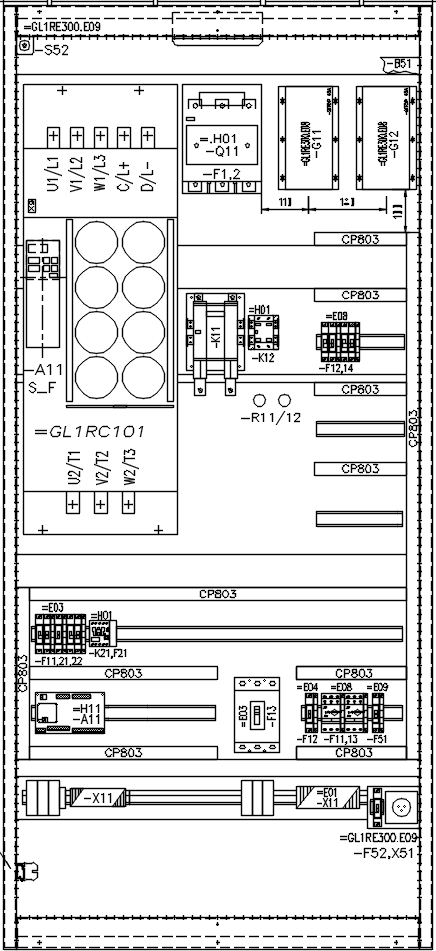 =GL1RE300.E09
-S52
-B51
U1/L1
V1/L2
W1/L3
C/L+
D/L-
=.H01
-Q11
-F1,2
=GL1RE300.E08
-G11
=GL1RE300.E08
-G12
CP803
CP803
=H01
-K11
-K12
=E08
-F12,14
-A11
S_F
CP803
-R11/12
CP803
=GL1RC101
CP803
U2/T1
V2/T2
W2/T3
CP803
=E03
=H01
-F11,21,22
-K21,F21
CP803
CP803
CP803
=H11
-A11
=E03
-F13
=E04
=E08
=E09
-F12
-F11,13
-F51
CP803
CP803
-X11
=E01
-X11
=GL1RE300.E09
-F52,X51